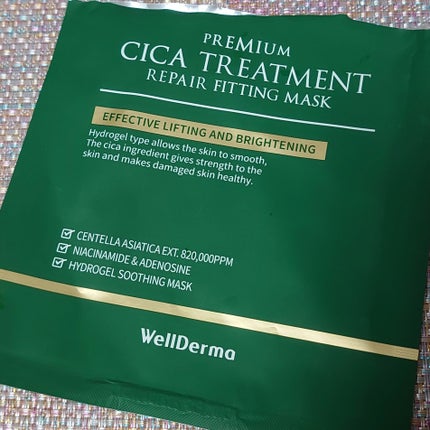 PREMIUM
CICA TREATMENT
REPAIR FITTING MASK
EFFECTIVE LIFTING AND BRIGHTENING
Hydrogel type allows the skin to smooth,
The cica ingredient gives strength to the
skin and makes damaged skin healthy.
CENTELLA ASIATICA EXT. 820,000PPM
NIACINAMIDE & ADENOSINE
HYDROGEL SOOTHING MASK
WellDerma